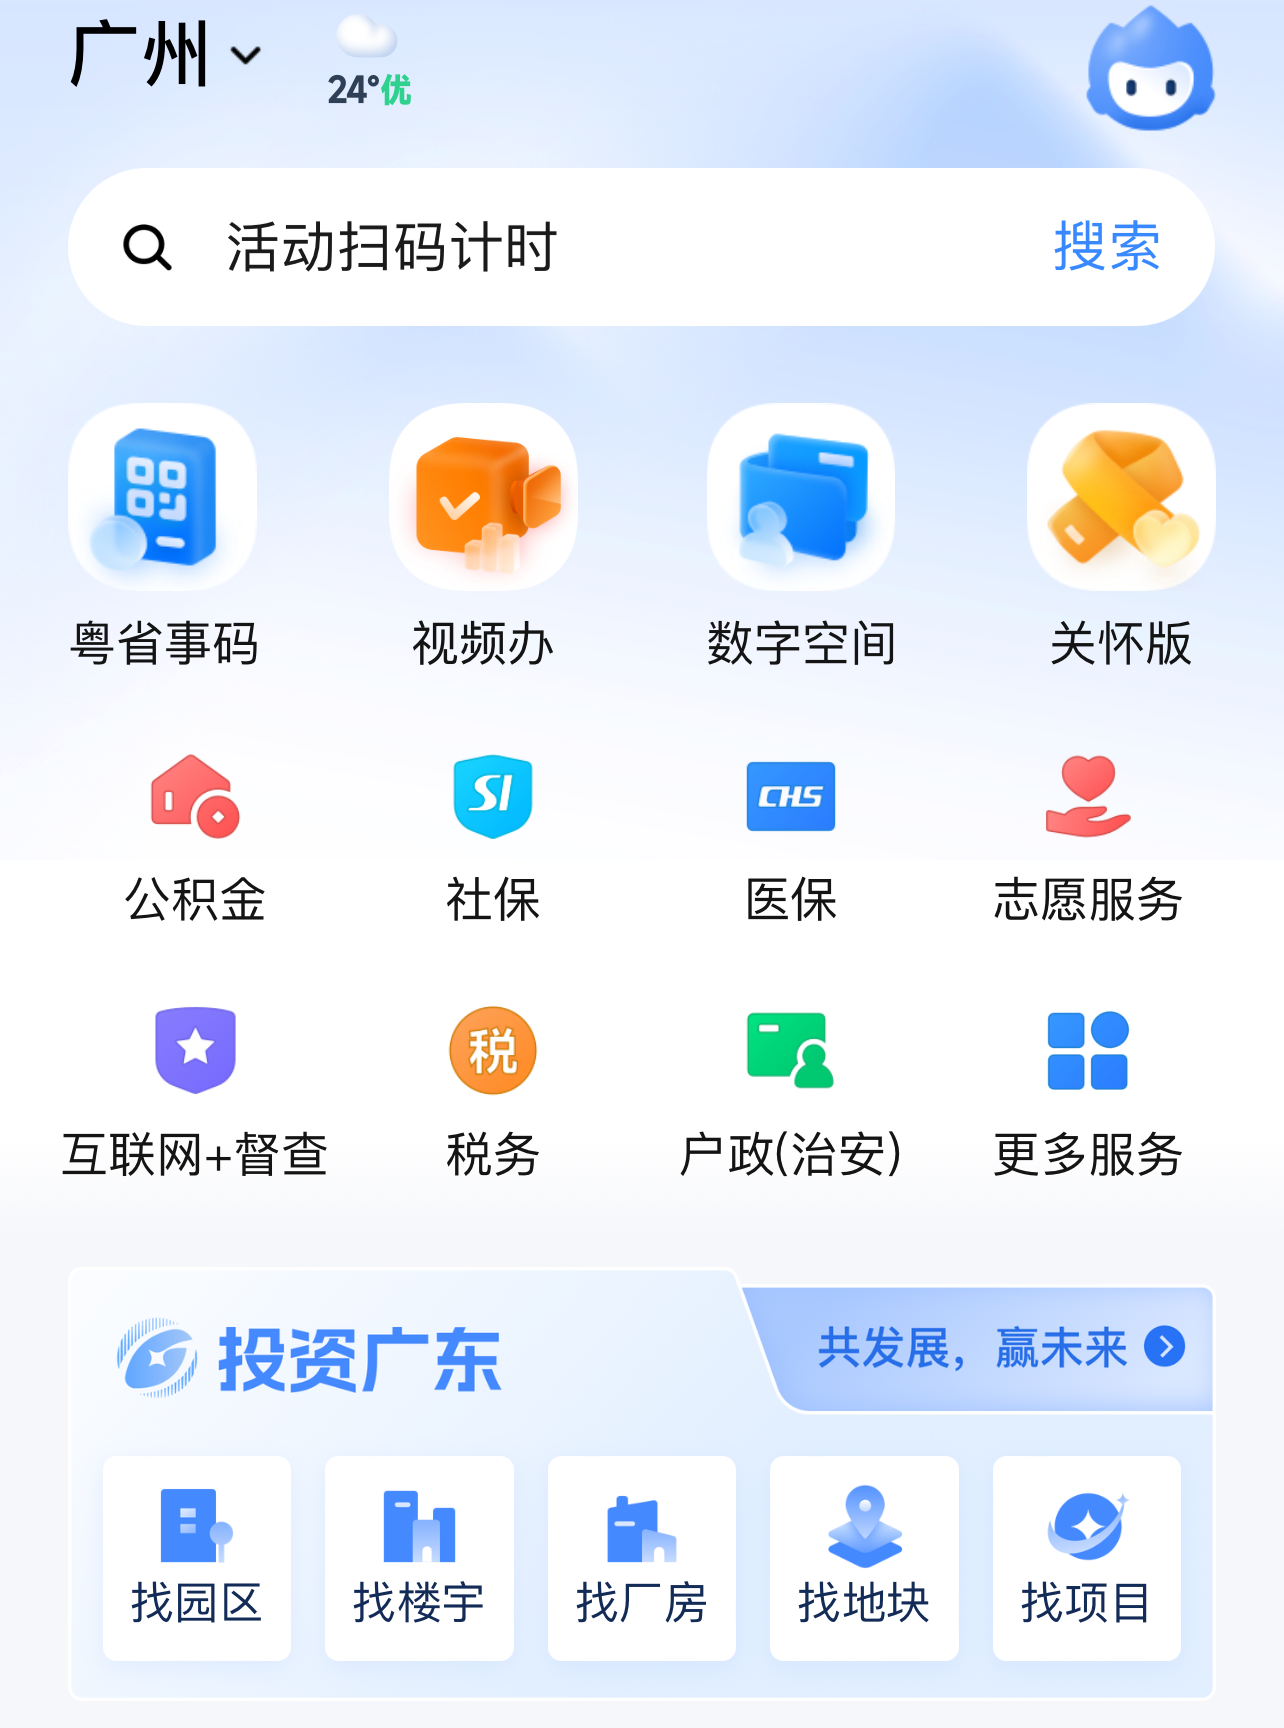 广州
24°优
活动扫码计时 搜索
粤省事码 视频办 数字空间 关怀版
SI CHS
公积金 社保 医保 志愿服务
税
互联网+督查 税务 户政(治安) 更多服务
投资广东 共发展，赢未来
找园区 找楼宇 找厂房 找地块 找项目